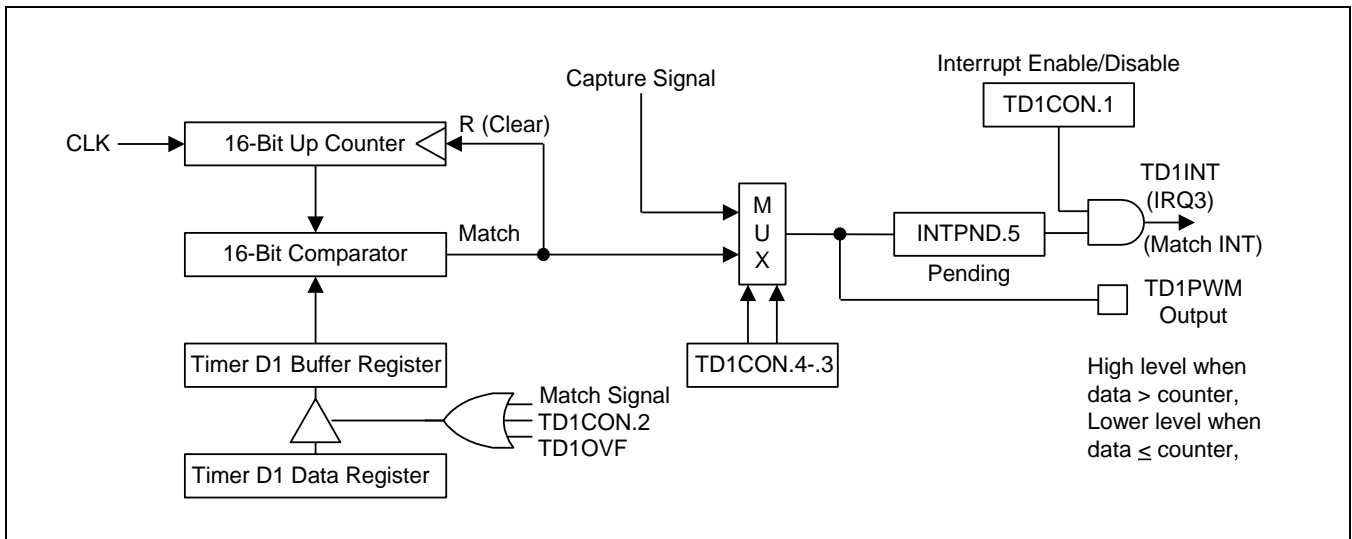 Interrupt Enable/Disable
Capture Signal
TD1CON.1
CLK
16-Bit Up Counter
R (Clear)
TD1INT
(IRQ3)
(Match INT)
M
U
X
16-Bit Comparator
Match
INTPND.5
Pending
TD1PWM
Output
Timer D1 Buffer Register
TD1CON.4-.3
High level when
data > counter,
Lower level when
data ≤ counter,
Match Signal
TD1CON.2
TD1OVF
Timer D1 Data Register